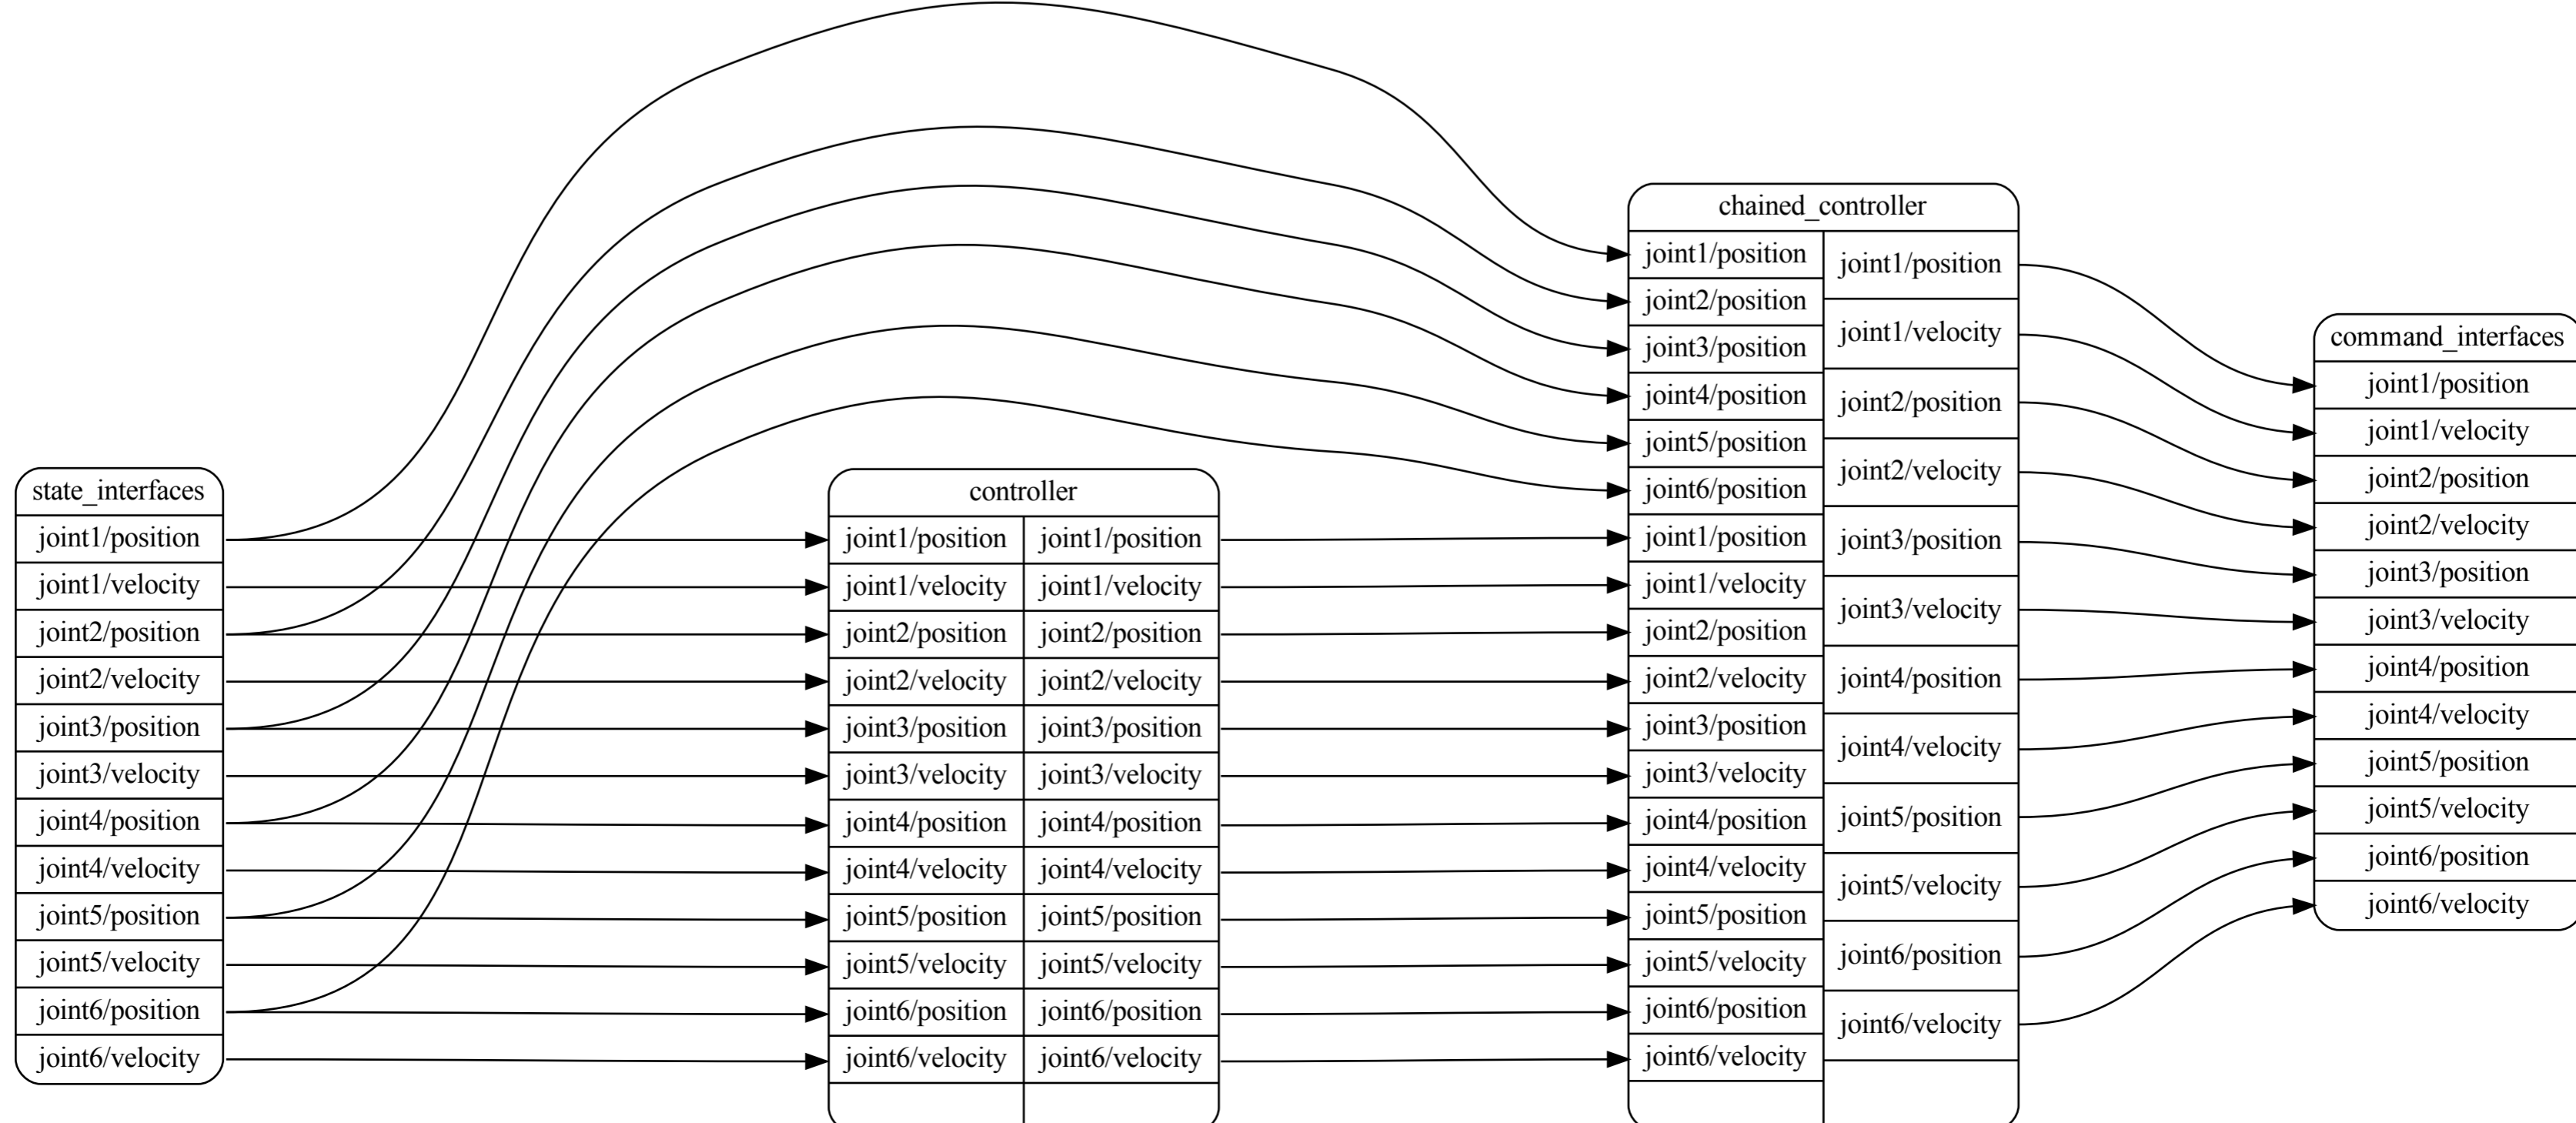 state_interfaces
joint1/position
joint1/velocity
joint2/position
joint2/velocity
joint3/position
joint3/velocity
joint4/position
joint4/velocity
joint5/position
joint5/velocity
joint6/position
joint6/velocity
controller
joint1/position joint1/position
joint1/velocity joint1/velocity
joint2/position joint2/position
joint2/velocity joint2/velocity
joint3/position joint3/position
joint3/velocity joint3/velocity
joint4/position joint4/position
joint4/velocity joint4/velocity
joint5/position joint5/position
joint5/velocity joint5/velocity
joint6/position joint6/position
joint6/velocity joint6/velocity
chained_controller
joint1/position
joint2/position
joint3/position
joint4/position
joint5/position
joint6/position
joint1/position
joint1/velocity
joint2/position
joint2/velocity
joint3/position
joint3/velocity
joint4/position
joint4/velocity
joint5/position
joint5/velocity
joint6/position
joint6/velocity
joint1/position
joint1/velocity
joint2/position
joint2/velocity
joint3/position
joint3/velocity
joint4/position
joint4/velocity
joint5/position
joint5/velocity
joint6/position
joint6/velocity
command_interfaces
joint1/position
joint1/velocity
joint2/position
joint2/velocity
joint3/position
joint3/velocity
joint4/position
joint4/velocity
joint5/position
joint5/velocity
joint6/position
joint6/velocity